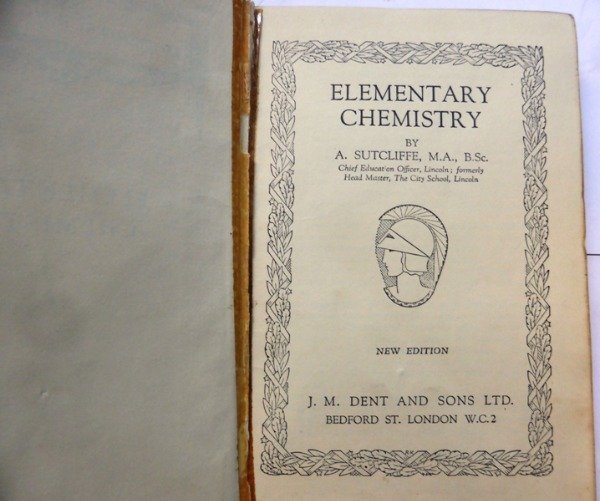 ELEMENTARY
CHEMISTRY
BY
A. SUTCLIFFE, M.A., B.Sc.
Chief Education Officer, Lincoln; formerly
Head Master, The City School, Lincoln
NEW EDITION
J. M. DENT AND SONS LTD.
BEDFORD ST. LONDON W.C.2